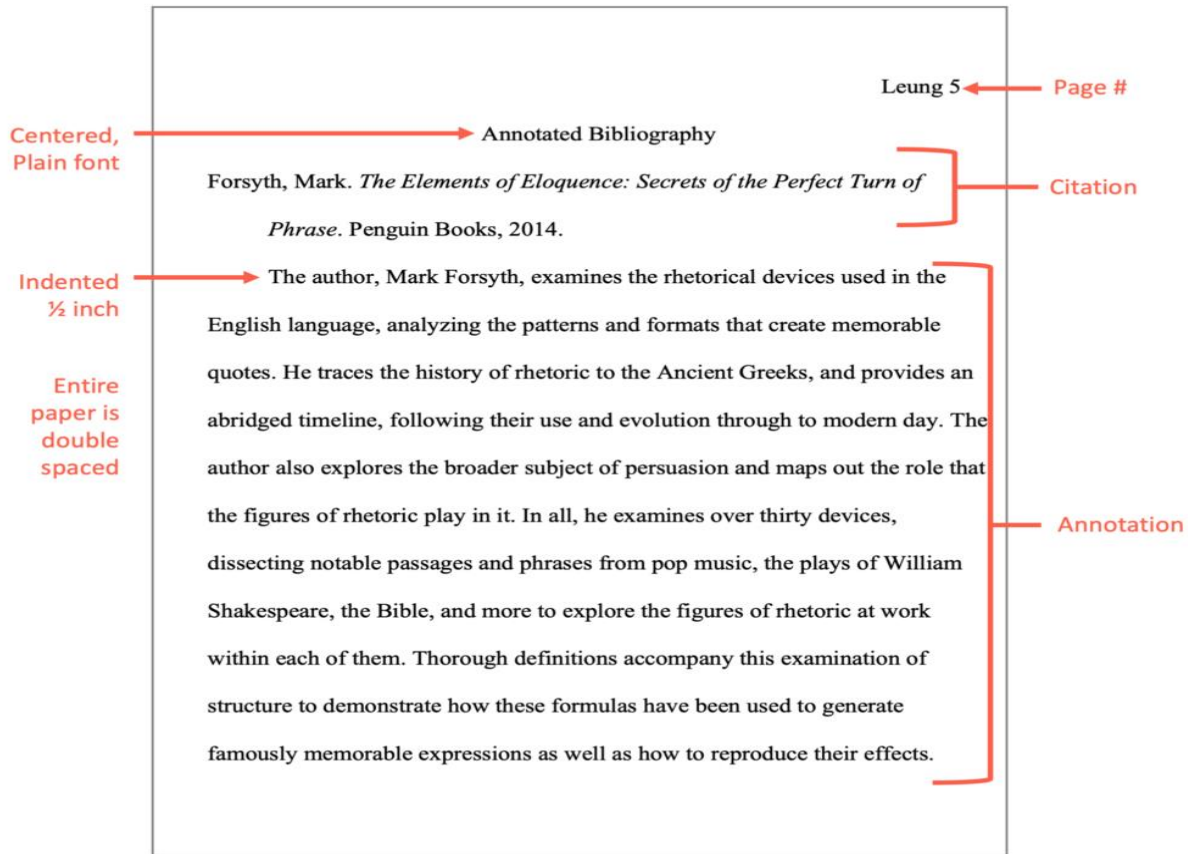 Leung 5
Page #
Centered,
Plain font
Annotated Bibliography
Forsyth, Mark. The Elements of Eloquence: Secrets of the Perfect Turn of
Phrase. Penguin Books, 2014.
Citation
Indented
½ inch
Entire
paper is
double
spaced
The author, Mark Forsyth, examines the rhetorical devices used in the
English language, analyzing the patterns and formats that create memorable
quotes. He traces the history of rhetoric to the Ancient Greeks, and provides an
abridged timeline, following their use and evolution through to modern day. The
author also explores the broader subject of persuasion and maps out the role that
the figures of rhetoric play in it. In all, he examines over thirty devices,
dissecting notable passages and phrases from pop music, the plays of William
Shakespeare, the Bible, and more to explore the figures of rhetoric at work
within each of them. Thorough definitions accompany this examination of
structure to demonstrate how these formulas have been used to generate
famously memorable expressions as well as how to reproduce their effects.
Annotation